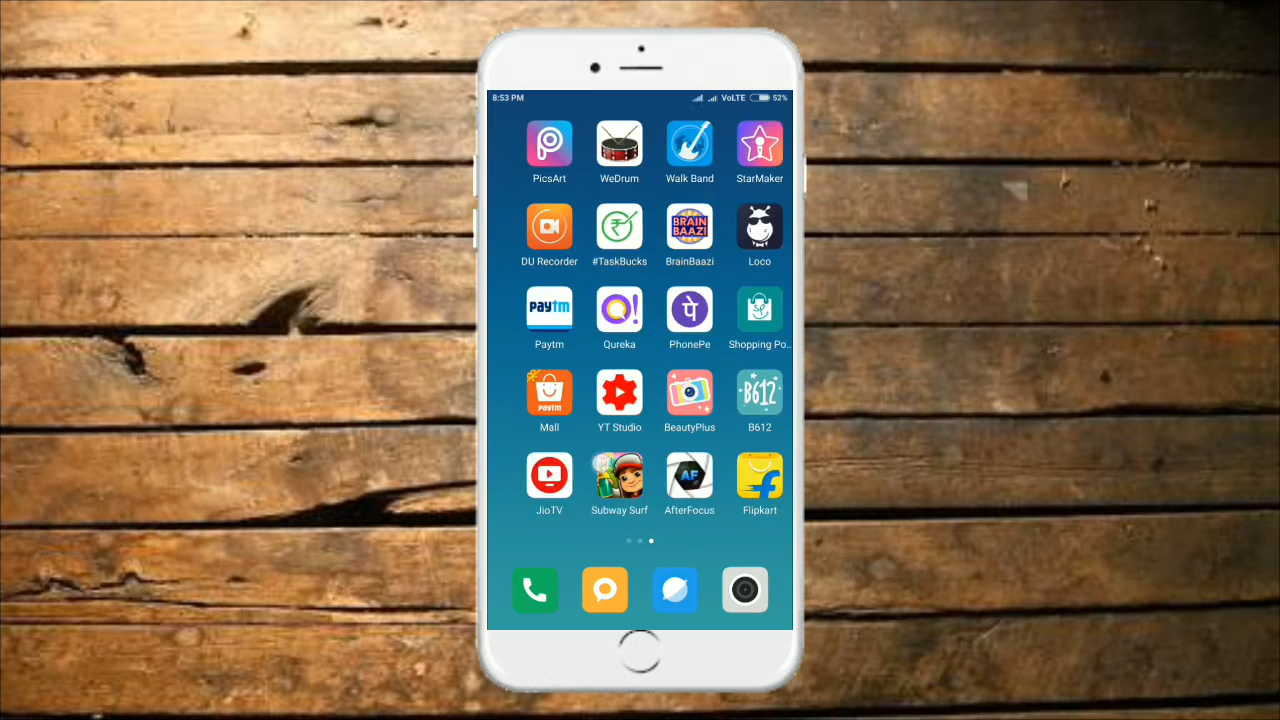 8:53 PM VoLTE 52%
PicsArt WeDrum Walk Band StarMaker
BRAIN
BAAZI
DU Recorder #TaskBucks BrainBaazi Loco
paytm पे
Paytm Qureka PhonePe Shopping Po..
paytm B612
Mall YT Studio BeautyPlus B612
AF
JioTV Subway Surf AfterFocus Flipkart